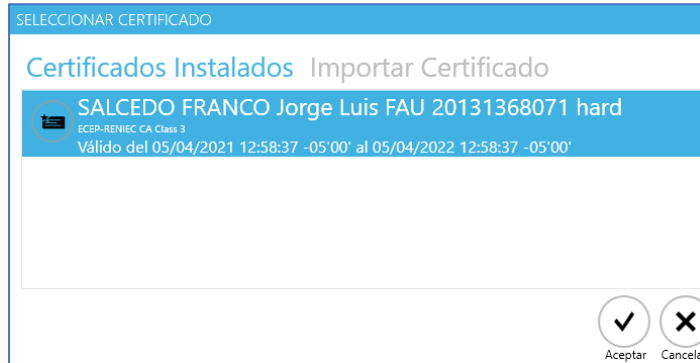 SELECCIONAR CERTIFICADO
Certificados Instalados Importar Certificado
SALCEDO FRANCO Jorge Luis FAU 20131368071 hard
ECEP-RENIEC CA Class 3
Válido del 05/04/2021 12:58:37 -05'00' al 05/04/2022 12:58:37 -05'00'
Aceptar Cancela